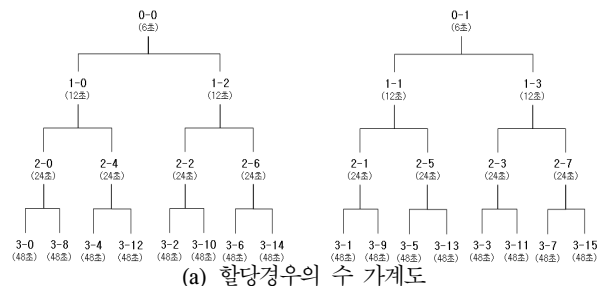 0-0 0-1
(6초) (6초)
1-0 1-2 1-1 1-3
(12초) (12초) (12초) (12초)
2-0 2-4 2-2 2-6 2-1 2-5 2-3 2-7
(24초) (24초) (24초) (24초) (24초) (24초) (24초) (24초)
3-0 3-8 3-4 3-12 3-2 3-10 3-6 3-14 3-1 3-9 3-5 3-13 3-3 3-11 3-7 3-15
(48초) (48초) (48초) (48초) (48초) (48초) (48초) (48초) (48초) (48초) (48초) (48초) (48초) (48초) (48초) (48초)
(a) 할당경우의 수 가계도